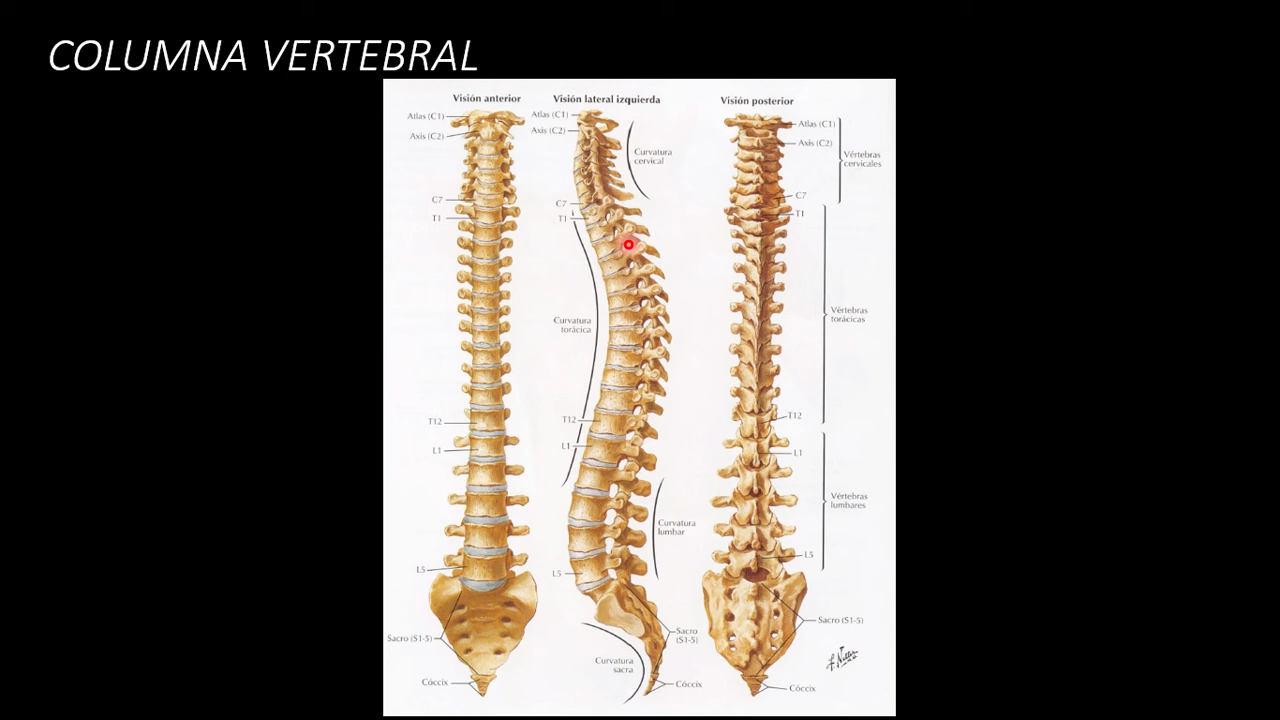 COLUMNA VERTEBRAL
Visión anterior
Atlas (C1)
Axis (C2)
C7
T1
T12
L1
L5
Sacro (S1-5)
Cóccix
Visión lateral izquierda
Atlas (C1)
Axis (C2)
Curvatura
cervical
C7
T1
Curvatura
torácica
T12
L1
Curvatura
lumbar
L5
Sacro
(S1-5)
Curvatura
sacra
Cóccix
Visión posterior
Atlas (C1)
Axis (C2)
Vértebras
cervicales
C7
T1
Vértebras
torácicas
T12
L1
Vértebras
lumbares
L5
Sacro (S1-5)
Cóccix